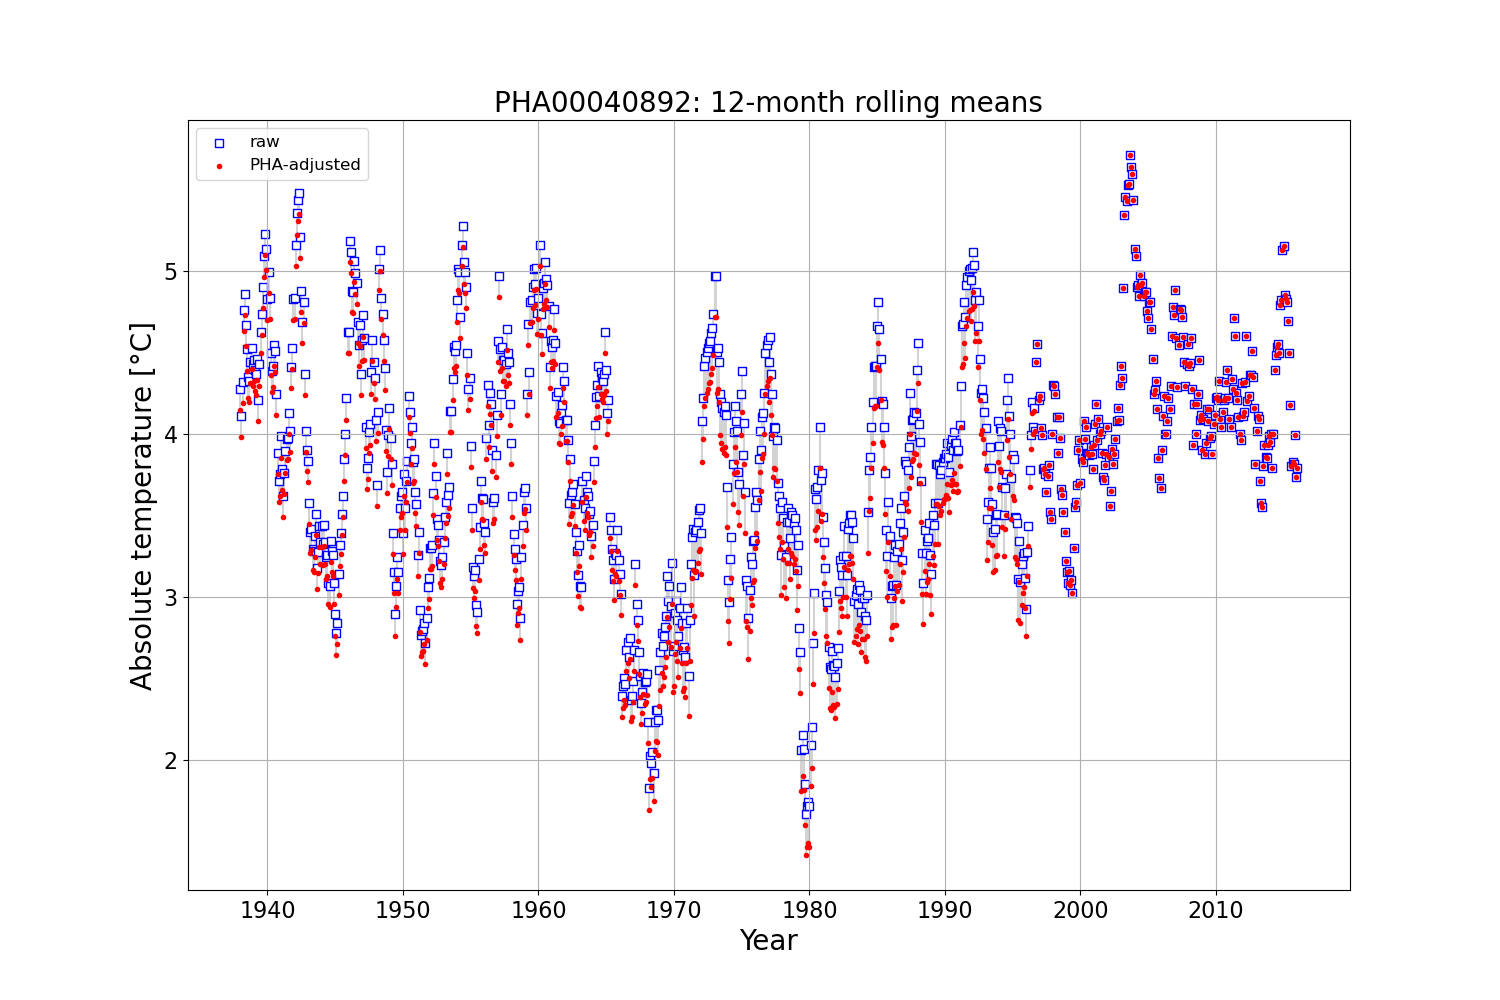 PHA00040892: 12-month rolling means
raw
PHA-adjusted
Absolute temperature [°C]
5
4
3
2
1940 1950 1960 1970 1980 1990 2000 2010
Year